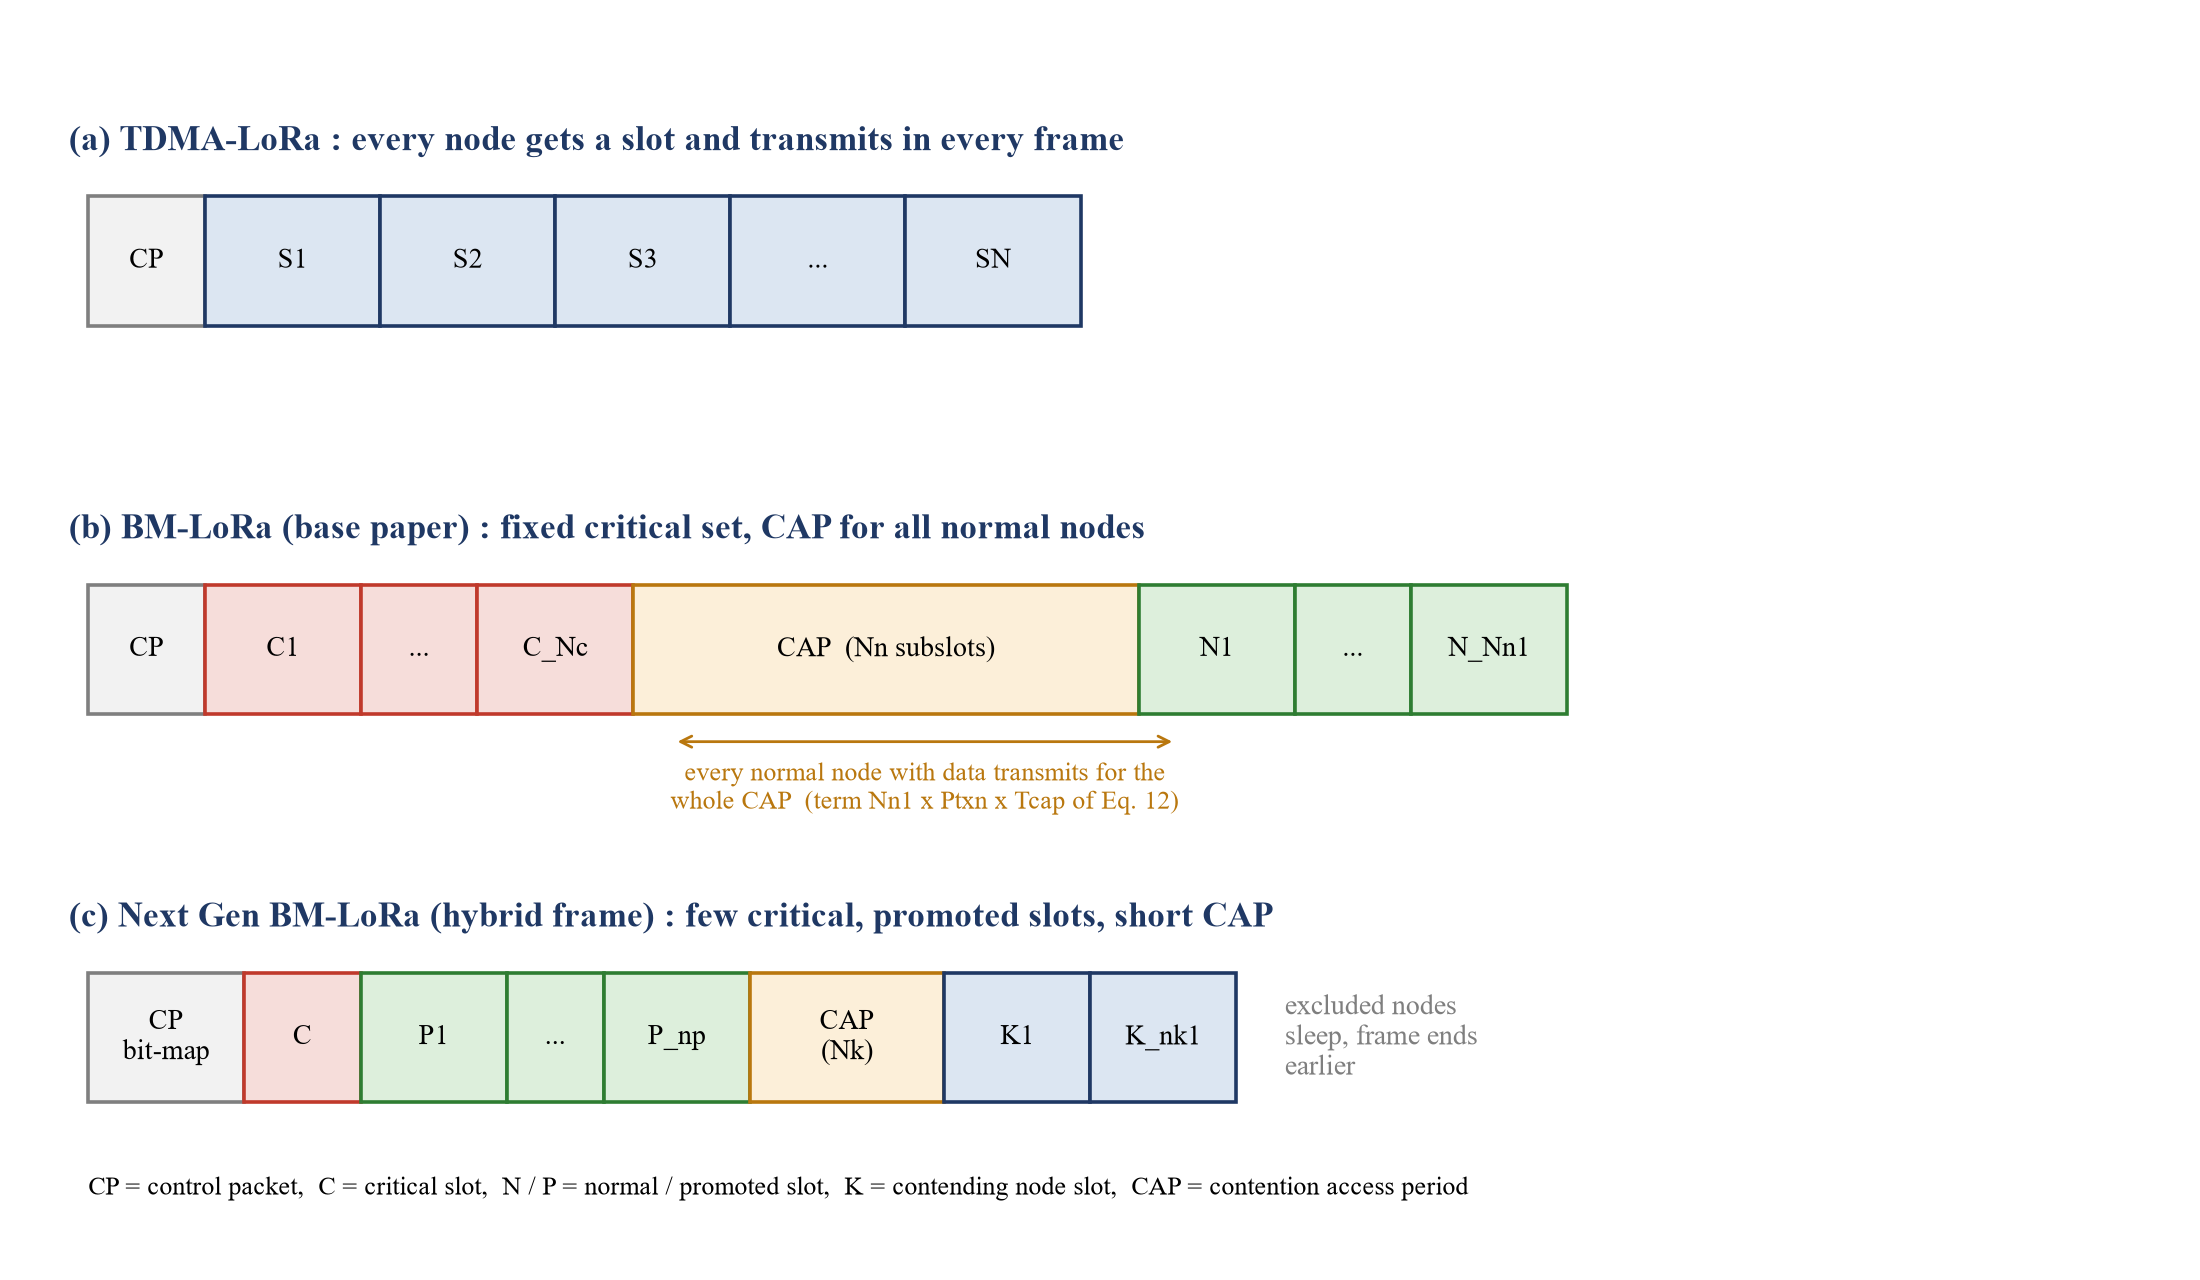 (a) TDMA-LoRa : every node gets a slot and transmits in every frame
CP S1 S2 S3 ... SN
(b) BM-LoRa (base paper) : fixed critical set, CAP for all normal nodes
CP C1 ... C_Nc CAP (Nn subslots) N1 ... N_Nn1
every normal node with data transmits for the
whole CAP (term Nn1 x Ptxn x Tcap of Eq. 12)
(c) Next Gen BM-LoRa (hybrid frame) : few critical, promoted slots, short CAP
CP
bit-map
C
P1
...
P_np
CAP
(Nk)
K1
K_nk1
excluded nodes
sleep, frame ends
earlier
CP = control packet, C = critical slot, N / P = normal / promoted slot, K = contending node slot, CAP = contention access period